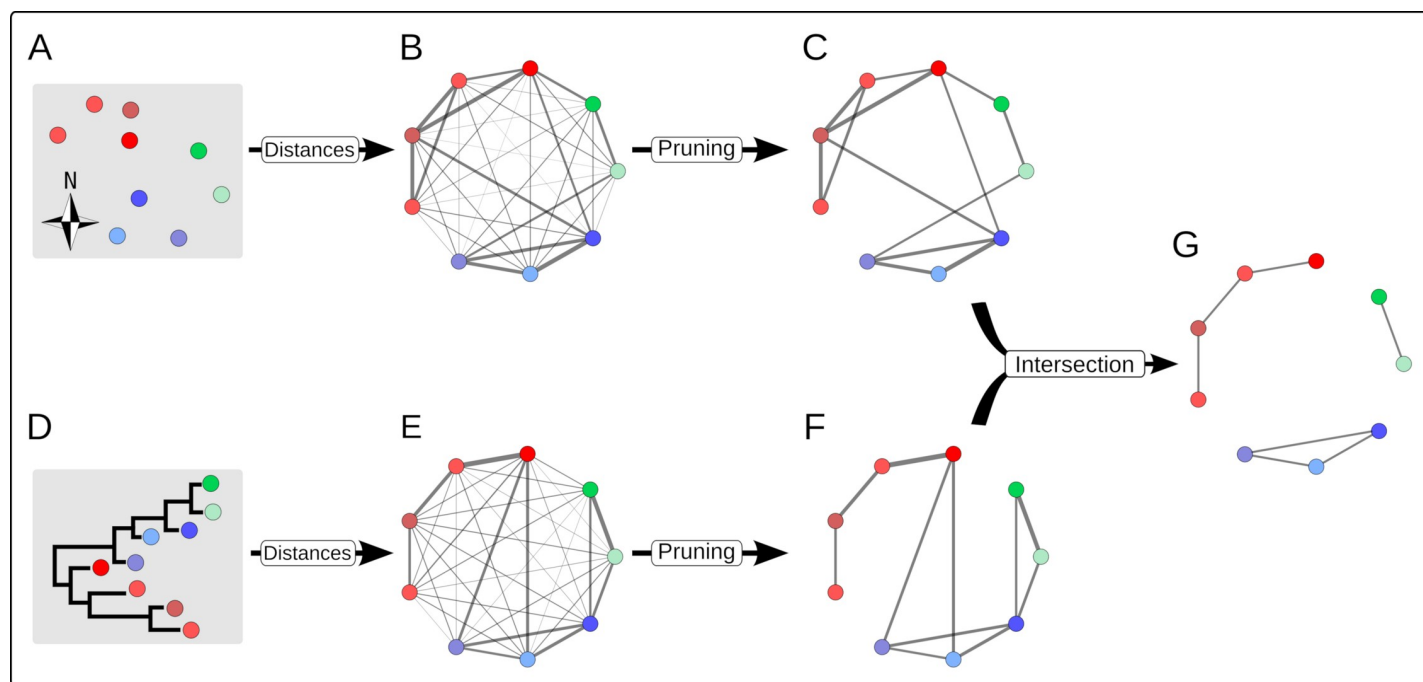 A
B
C
N
Distances
Pruning
G
Intersection
D
E
F
Distances
Pruning